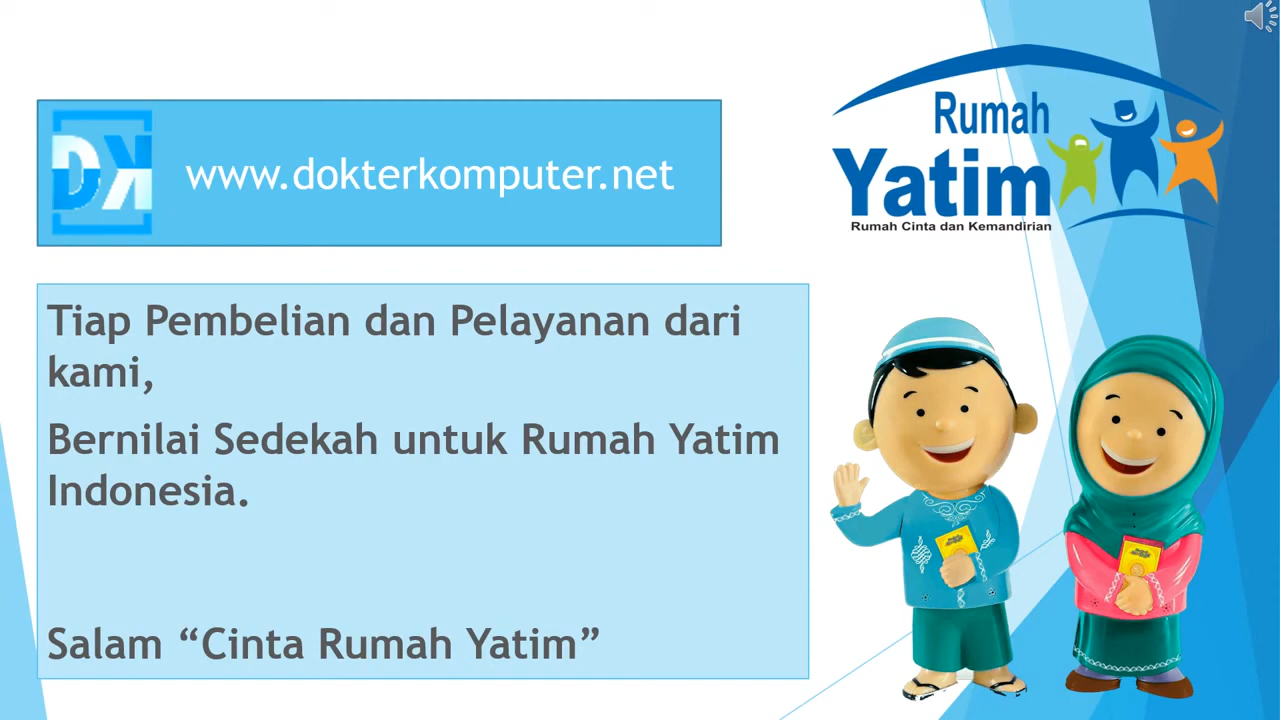 DK
www.dokterkomputer.net
Rumah
Yatim
Rumah Cinta dan Kemandirian
Tiap Pembelian dan Pelayanan dari
kami,
Bernilai Sedekah untuk Rumah Yatim
Indonesia.
Salam “Cinta Rumah Yatim”